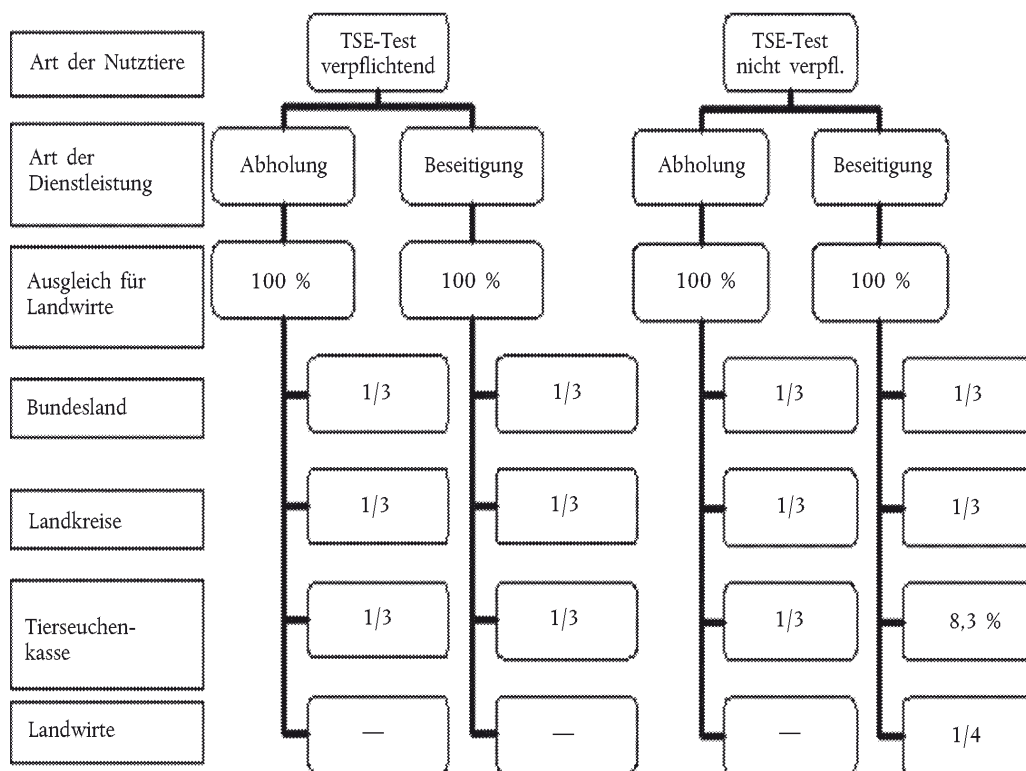 Art der Nutztiere
TSE-Test
verpflichtend
TSE-Test
nicht verpfl.
Art der
Dienstleistung
Abholung
Beseitigung
Abholung
Beseitigung
Ausgleich für
Landwirte
100 %
100 %
100 %
100 %
Bundesland
1/3
1/3
1/3
1/3
Landkreise
1/3
1/3
1/3
1/3
Tierseuchen-
kasse
1/3
1/3
1/3
8,3 %
Landwirte
—
—
—
1/4